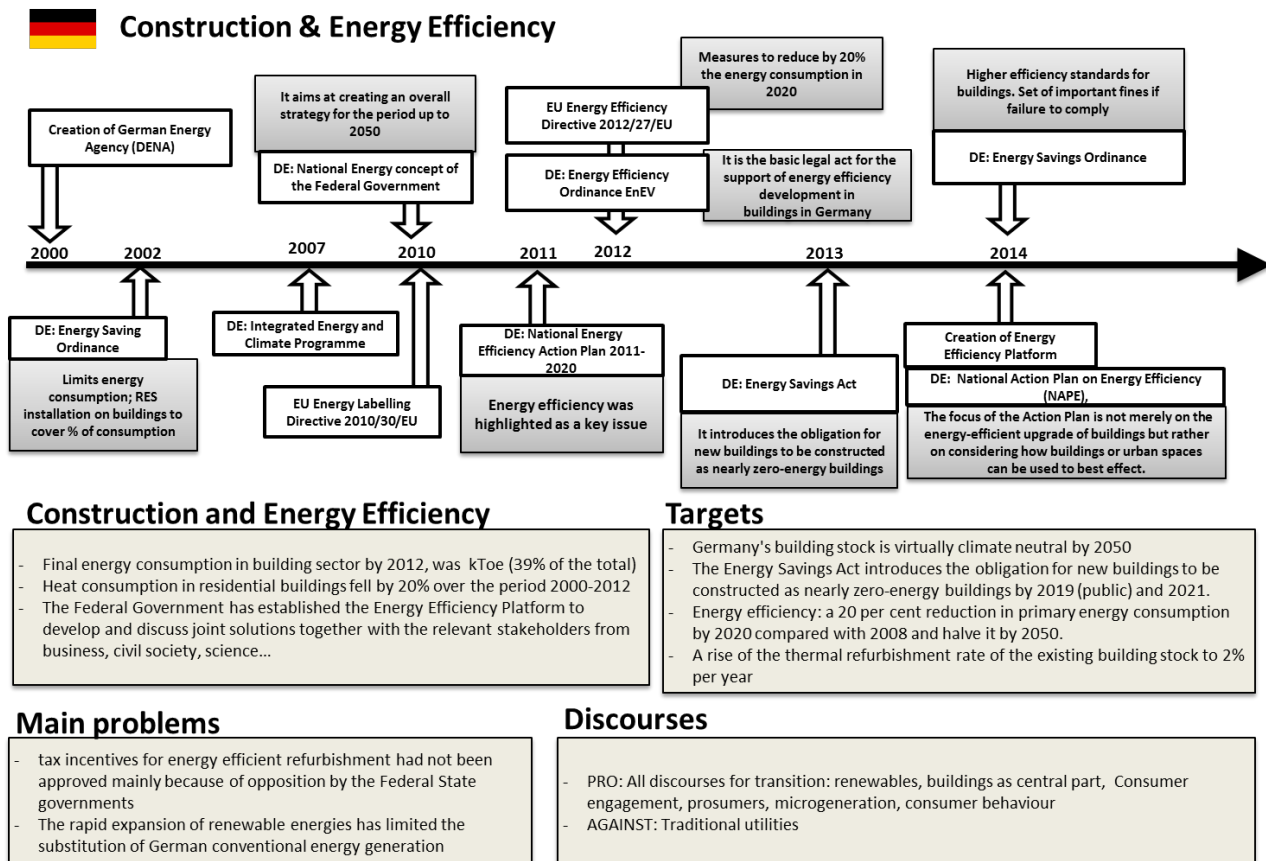 Construction & Energy Efficiency
Creation of German Energy
Agency (DENA)
It aims at creating an overall
strategy for the period up to
2050
DE: National Energy concept of
the Federal Government
EU Energy Efficiency
Directive 2012/27/EU
Measures to reduce by 20%
the energy consumption in
2020
DE: Energy Efficiency
Ordinance EnEV
It is the basic legal act for the
support of energy efficiency
development in
buildings in Germany
Higher efficiency standards for
buildings. Set of important fines if
failure to comply
DE: Energy Savings Ordinance
2000
2002
2007
2010
2011
2012
2013
2014
DE: Energy Saving
Ordinance
Limits energy
consumption; RES
installation on buildings to
cover % of consumption
DE: Integrated Energy and
Climate Programme
EU Energy Labelling
Directive 2010/30/EU
DE: National Energy
Efficiency Action Plan 2011-
2020
Energy efficiency was
highlighted as a key issue
DE: Energy Savings Act
It introduces the obligation for
new buildings to be constructed
as nearly zero-energy buildings
Creation of Energy
Efficiency Platform
DE: National Action Plan on Energy Efficiency
(NAPE),
The focus of the Action Plan is not merely on the
energy-efficient upgrade of buildings but rather
on considering how buildings or urban spaces
can be used to best effect.
Construction and Energy Efficiency
- Final energy consumption in building sector by 2012, was kToe (39% of the total)
- Heat consumption in residential buildings fell by 20% over the period 2000-2012
- The Federal Government has established the Energy Efficiency Platform to
develop and discuss joint solutions together with the relevant stakeholders from
business, civil society, science...
Targets
- Germany's building stock is virtually climate neutral by 2050
- The Energy Savings Act introduces the obligation for new buildings to be
constructed as nearly zero-energy buildings by 2019 (public) and 2021.
- Energy efficiency: a 20 per cent reduction in primary energy consumption
by 2020 compared with 2008 and halve it by 2050.
- A rise of the thermal refurbishment rate of the existing building stock to 2%
per year
Main problems
- tax incentives for energy efficient refurbishment had not been
approved mainly because of opposition by the Federal State
governments
- The rapid expansion of renewable energies has limited the
substitution of German conventional energy generation
Discourses
- PRO: All discourses for transition: renewables, buildings as central part, Consumer
engagement, prosumers, microgeneration, consumer behaviour
- AGAINST: Traditional utilities